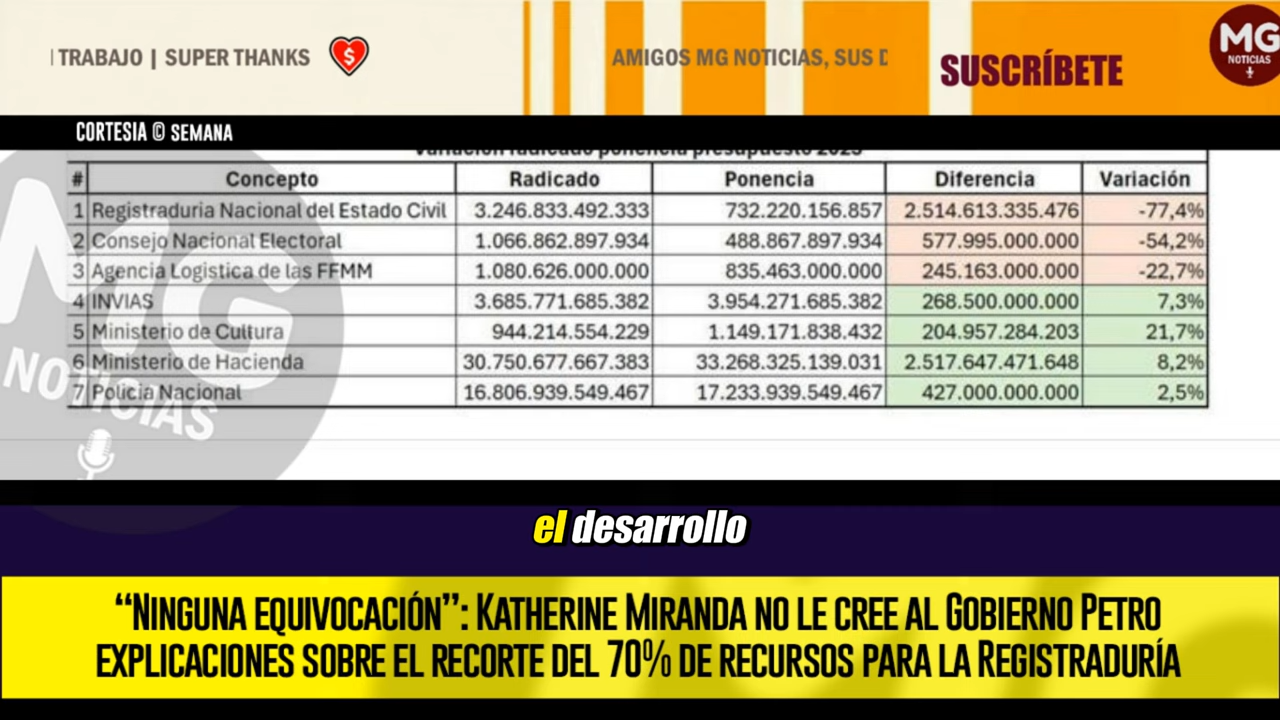 TRABAJO | SUPER THANKS
AMIGOS MG NOTICIAS, SUS
SUSCRÍBETE
MG
NOTICIAS
CORTESIA © SEMANA
Variación radicado ponencia presupuesto 2025
# Concepto Radicado Ponencia Diferencia Variación
1 Registraduria Nacional del Estado Civil 3.246.833.492.333 732.220.156.857 2.514.613.335.476 -77,4%
2 Consejo Nacional Electoral 1.066.862.897.934 488.867.897.934 577.995.000.000 -54,2%
3 Agencia Logistica de las FFMM 1.080.626.000.000 835.463.000.000 245.163.000.000 -22,7%
4 INVIAS 3.685.771.685.382 3.954.271.685.382 268.500.000.000 7,3%
5 Ministerio de Cultura 944.214.554.229 1.149.171.838.432 204.957.284.203 21,7%
6 Ministerio de Hacienda 30.750.677.667.383 33.268.325.139.031 2.517.647.471.648 8,2%
7 Policia Nacional 16.806.939.549.467 17.233.939.549.467 427.000.000.000 2,5%
MG
NOTICIAS
el desarrollo
“NINGUNA EQUIVOCACIÓN”: KATHERINE MIRANDA NO LE CREE AL GOBIERNO PETRO
EXPLICACIONES SOBRE EL RECORTE DEL 70% DE RECURSOS PARA LA REGISTRADURÍA